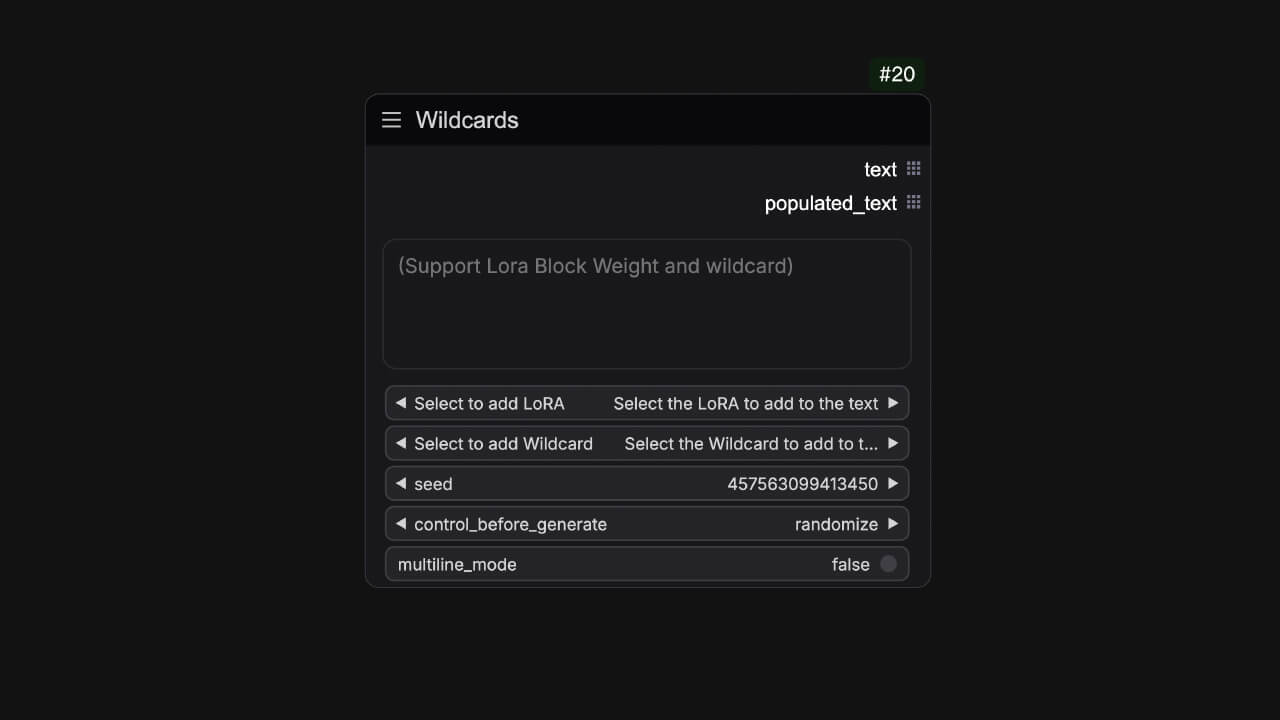 #20
Wildcards
text
populated_text
(Support Lora Block Weight and wildcard)
Select to add LoRA Select the LoRA to add to the text
Select to add Wildcard Select the Wildcard to add to t...
seed 457563099413450
control_before_generate randomize
multiline_mode false